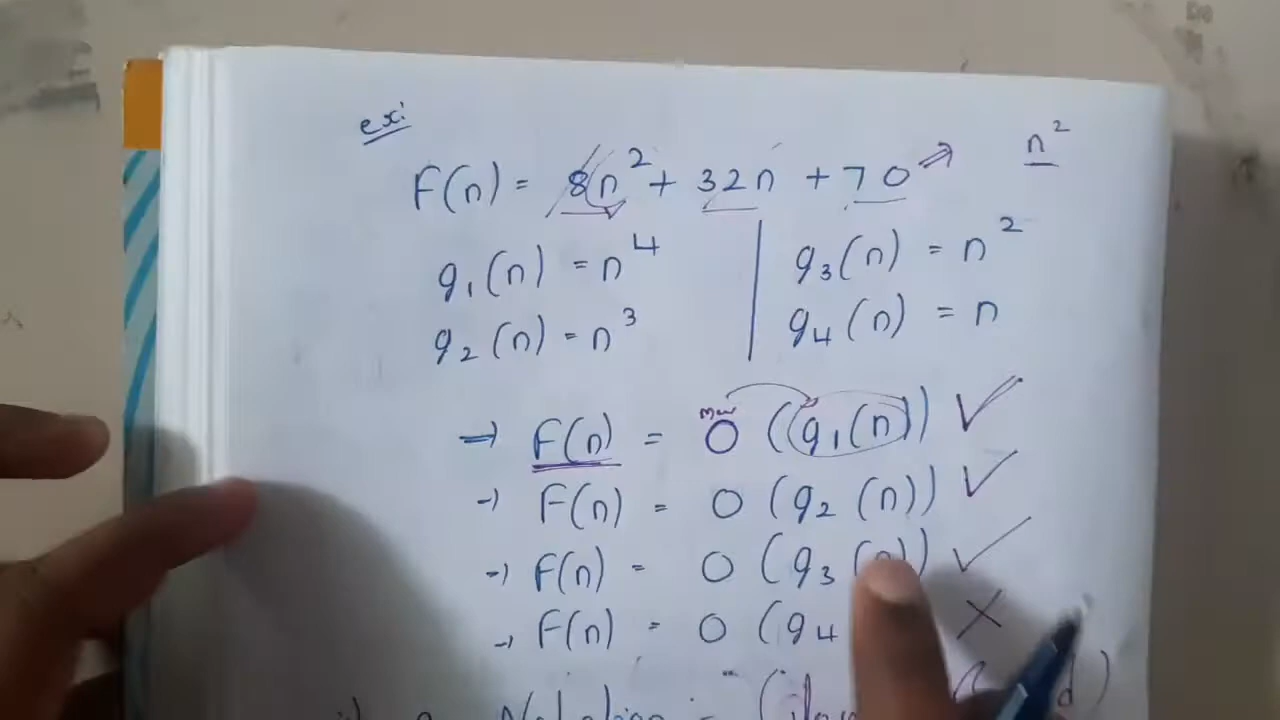 ex:
F(n) = 8n² + 32n + 70 ⇒ n²
g₁(n) = n⁴ | g₃(n) = n²
g₂(n) = n³ | g₄(n) = n
→ F(n) = O (g₁(n)) ✓
→ F(n) = O (g₂(n)) ✓
→ F(n) = O (g₃(n)) ✓
→ F(n) = O (g₄ ✗